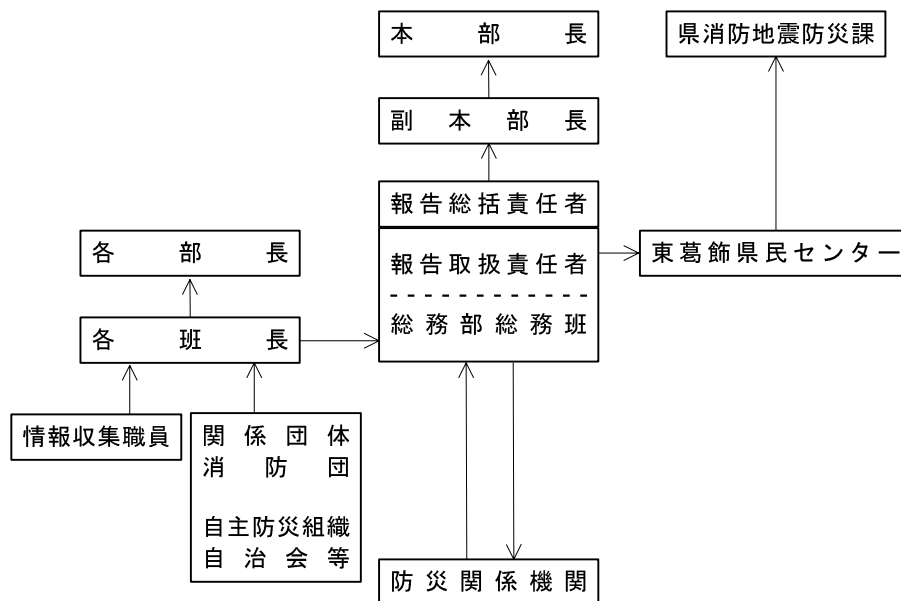 本部長
県消防地震防災課
副本部長
報告総括責任者
各部長
報告取扱責任者
東葛飾県民センター
総務部総務班
各班長
情報収集職員
関係団体
消防団
自主防災組織
自治会等
防災関係機関